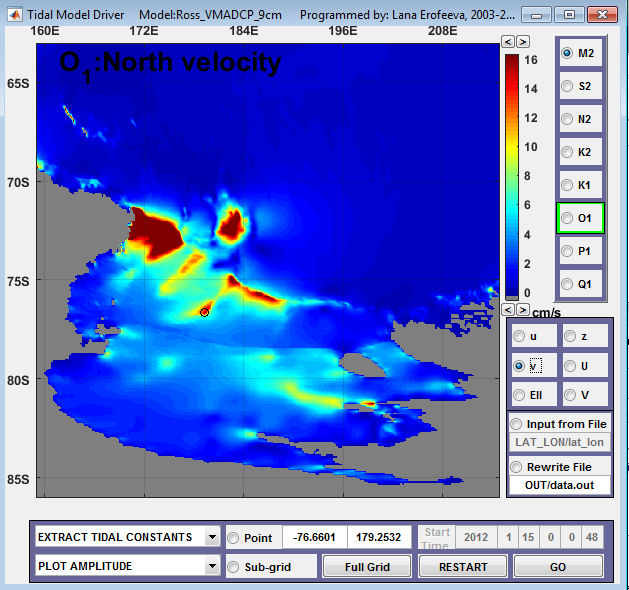 Tidal Model Driver Model:Ross_VMADCP_9cm Programmed by: Lana Erofeeva, 2003-2...
160E 172E 184E 196E 208E
O1:North velocity
65S
70S
75S
80S
85S
< >
16
14
12
10
8
6
4
2
0
< > cm/s
M2
S2
N2
K2
K1
O1
P1
Q1
u z
v U
Ell V
Input from File
LAT_LON/lat_lon
Rewrite File
OUT/data.out
EXTRACT TIDAL CONSTANTS Point -76.6601 179.2532 Start Time 2012 1 15 0 0 48
PLOT AMPLITUDE Sub-grid Full Grid RESTART GO